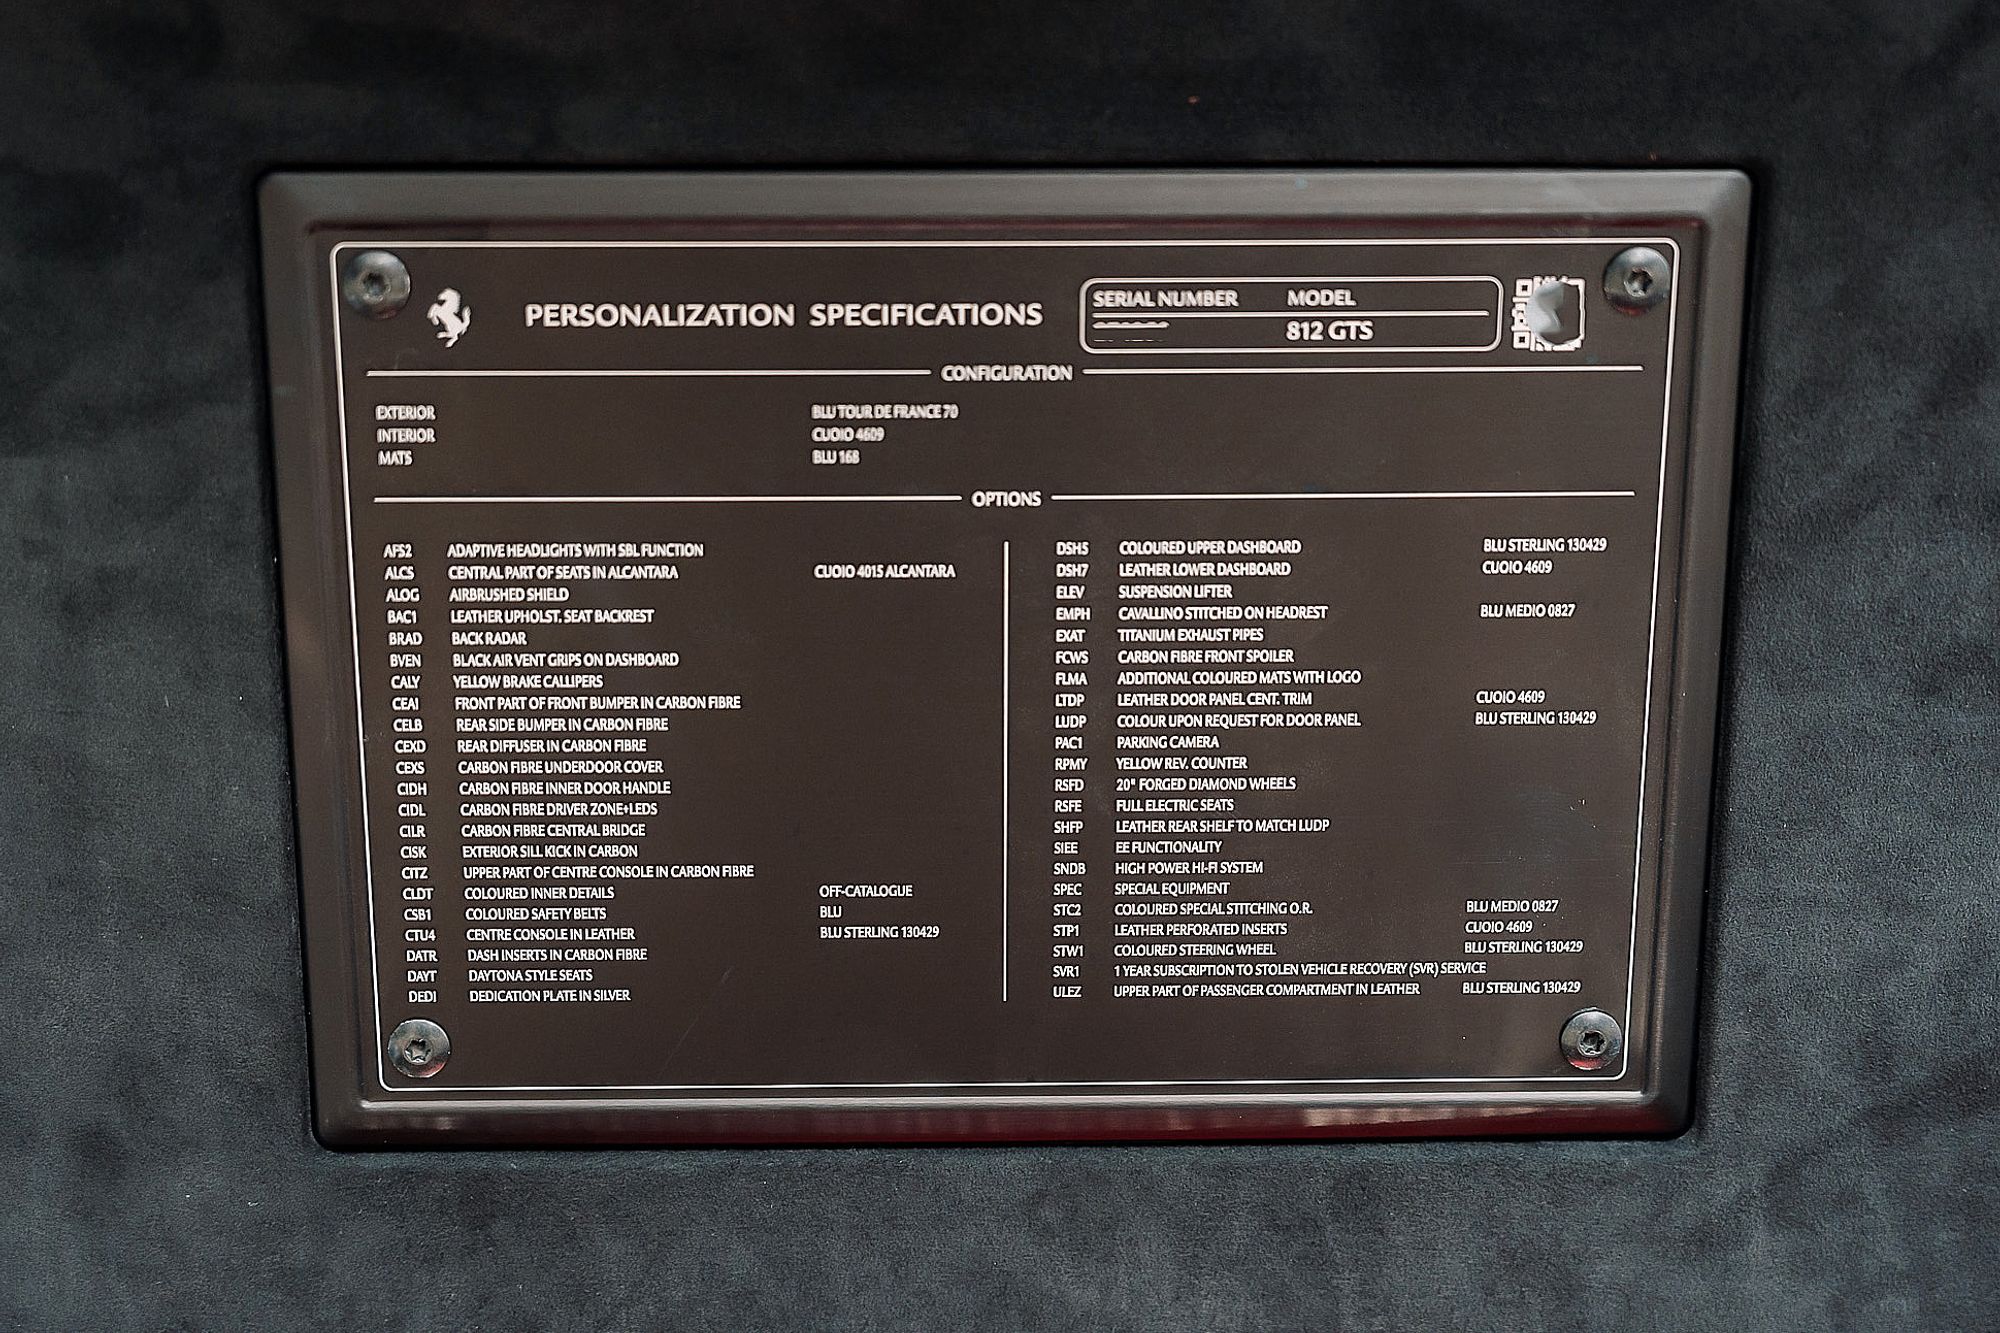 PERSONALIZATION SPECIFICATIONS
SERIAL NUMBER MODEL
812 GTS
CONFIGURATION
EXTERIOR BLU TOUR DE FRANCE 70
INTERIOR CUOIO 4609
MATS BLU 168
OPTIONS
AFS2 ADAPTIVE HEADLIGHTS WITH SBL FUNCTION
ALCS CENTRAL PART OF SEATS IN ALCANTARA CUOIO 4015 ALCANTARA
ALOG AIRBRUSHED SHIELD
BAC1 LEATHER UPHOLST. SEAT BACKREST
BRAD BACK RADAR
BVEN BLACK AIR VENT GRIPS ON DASHBOARD
CALY YELLOW BRAKE CALLIPERS
CEA1 FRONT PART OF FRONT BUMPER IN CARBON FIBRE
CELB REAR SIDE BUMPER IN CARBON FIBRE
CEXD REAR DIFFUSER IN CARBON FIBRE
CEXS CARBON FIBRE UNDERDOOR COVER
CIDH CARBON FIBRE INNER DOOR HANDLE
CIDL CARBON FIBRE DRIVER ZONE+LEDS
CILR CARBON FIBRE CENTRAL BRIDGE
CISK EXTERIOR SILL KICK IN CARBON
CITZ UPPER PART OF CENTRE CONSOLE IN CARBON FIBRE
CLDT COLOURED INNER DETAILS OFF-CATALOGUE
CSB1 COLOURED SAFETY BELTS BLU
CTU4 CENTRE CONSOLE IN LEATHER BLU STERLING 130429
DATR DASH INSERTS IN CARBON FIBRE
DAYT DAYTONA STYLE SEATS
DEDI DEDICATION PLATE IN SILVER
DSH5 COLOURED UPPER DASHBOARD BLU STERLING 130429
DSH7 LEATHER LOWER DASHBOARD CUOIO 4609
ELEV SUSPENSION LIFTER
EMPH CAVALLINO STITCHED ON HEADREST BLU MEDIO 0827
EXAT TITANIUM EXHAUST PIPES
FCWS CARBON FIBRE FRONT SPOILER
FLMA ADDITIONAL COLOURED MATS WITH LOGO
LTDP LEATHER DOOR PANEL CENT. TRIM CUOIO 4609
LUDP COLOUR UPON REQUEST FOR DOOR PANEL BLU STERLING 130429
PAC1 PARKING CAMERA
RPMY YELLOW REV. COUNTER
RSFD 20" FORGED DIAMOND WHEELS
RSFE FULL ELECTRIC SEATS
SHFP LEATHER REAR SHELF TO MATCH LUDP
SIEE EE FUNCTIONALITY
SNDB HIGH POWER HI-FI SYSTEM
SPEC SPECIAL EQUIPMENT
STC2 COLOURED SPECIAL STITCHING O.R. BLU MEDIO 0827
STP1 LEATHER PERFORATED INSERTS CUOIO 4609
STW1 COLOURED STEERING WHEEL BLU STERLING 130429
SVR1 1 YEAR SUBSCRIPTION TO STOLEN VEHICLE RECOVERY (SVR) SERVICE
ULEZ UPPER PART OF PASSENGER COMPARTMENT IN LEATHER BLU STERLING 130429